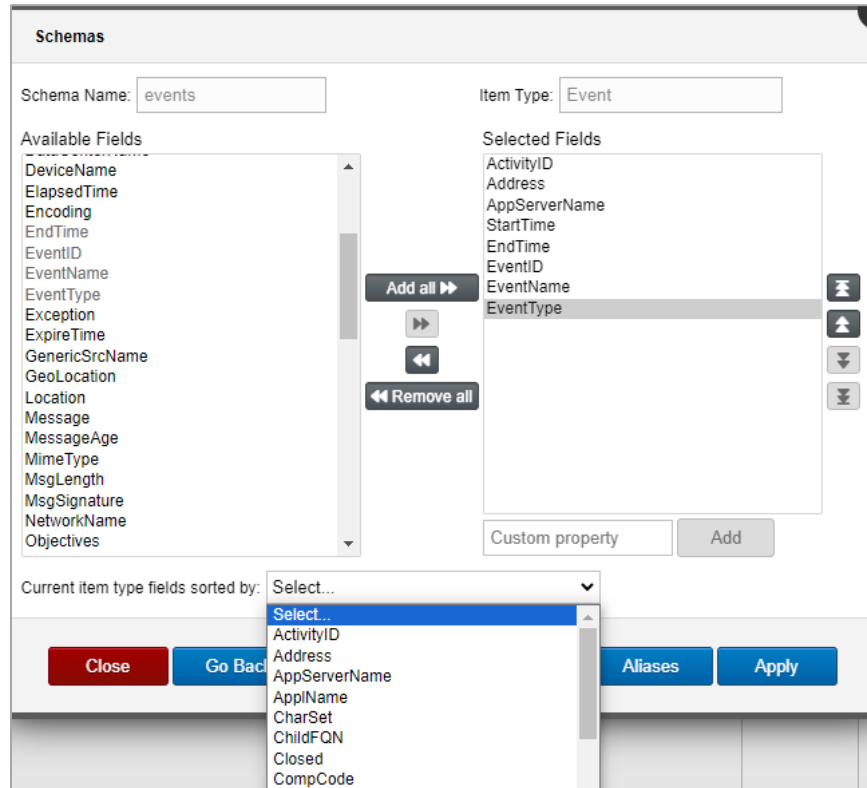 Schemas
Schema Name: events
Item Type: Event
Available Fields
DeviceName
ElapsedTime
Encoding
EndTime
EventID
EventName
EventType
Exception
ExpireTime
GenericSrcName
GeoLocation
Location
Message
MessageAge
MimeType
MsgLength
MsgSignature
NetworkName
Objectives
Add all
Remove all
Selected Fields
ActivityID
Address
AppServerName
StartTime
EndTime
EventID
EventName
EventType
Custom property
Add
Current item type fields sorted by: Select...
Select...
ActivityID
Address
AppServerName
ApplName
CharSet
ChildFQN
Closed
CompCode
Close
Go Bac
Aliases
Apply